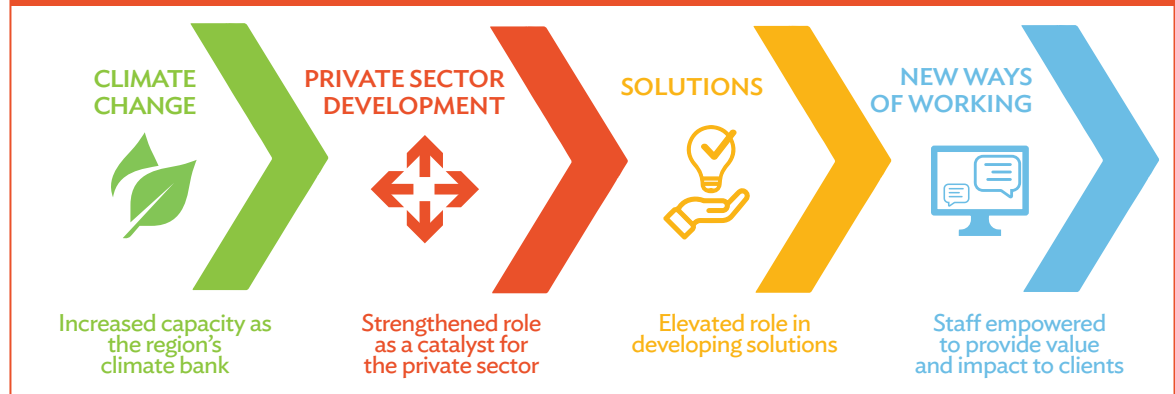 CLIMATE
CHANGE
PRIVATE SECTOR
DEVELOPMENT
SOLUTIONS
NEW WAYS
OF WORKING
Increased capacity as
the region's
climate bank
Strengthened role
as a catalyst for
the private sector
Elevated role in
developing solutions
Staff empowered
to provide value
and impact to clients